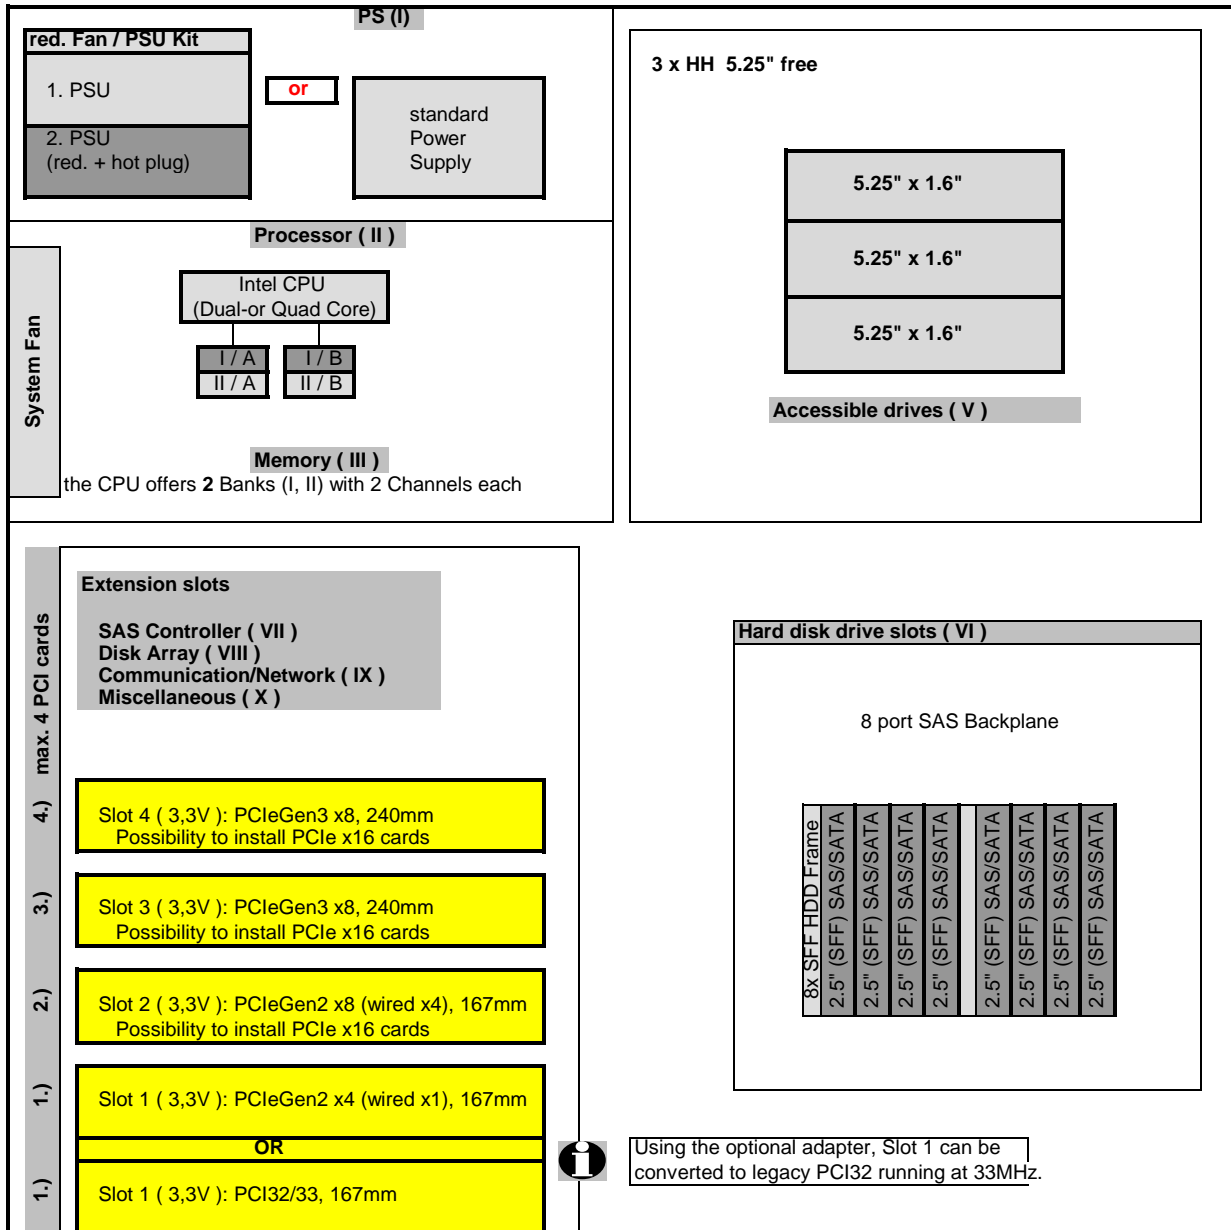 PS (I)
red. Fan / PSU Kit
1. PSU
2. PSU
(red. + hot plug)
or
standard
Power
Supply
3 x HH  5.25" free
5.25" x 1.6"
5.25" x 1.6"
5.25" x 1.6"
Accessible drives ( V )
Processor ( II )
Intel CPU
(Dual-or Quad Core)
I / A
I / B
II / A
II / B
System Fan
Memory ( III )
the CPU offers 2 Banks (I, II) with 2 Channels each
max. 4 PCI cards
Extension slots
SAS Controller ( VII )
Disk Array ( VIII )
Communication/Network ( IX )
Miscellaneous ( X )
4.)
Slot 4 ( 3,3V ): PCIeGen3 x8, 240mm
Possibility to install PCIe x16 cards
3.)
Slot 3 ( 3,3V ): PCIeGen3 x8, 240mm
Possibility to install PCIe x16 cards
2.)
Slot 2 ( 3,3V ): PCIeGen2 x8 (wired x4), 167mm
Possibility to install PCIe x16 cards
1.)
Slot 1 ( 3,3V ): PCIeGen2 x4 (wired x1), 167mm
OR
1.)
Slot 1 ( 3,3V ): PCI32/33, 167mm
i
Using the optional adapter, Slot 1 can be
converted to legacy PCI32 running at 33MHz.
Hard disk drive slots ( VI )
8 port SAS Backplane
8x SFF HDD Frame
2.5" (SFF) SAS/SATA
2.5" (SFF) SAS/SATA
2.5" (SFF) SAS/SATA
2.5" (SFF) SAS/SATA
2.5" (SFF) SAS/SATA
2.5" (SFF) SAS/SATA
2.5" (SFF) SAS/SATA
2.5" (SFF) SAS/SATA